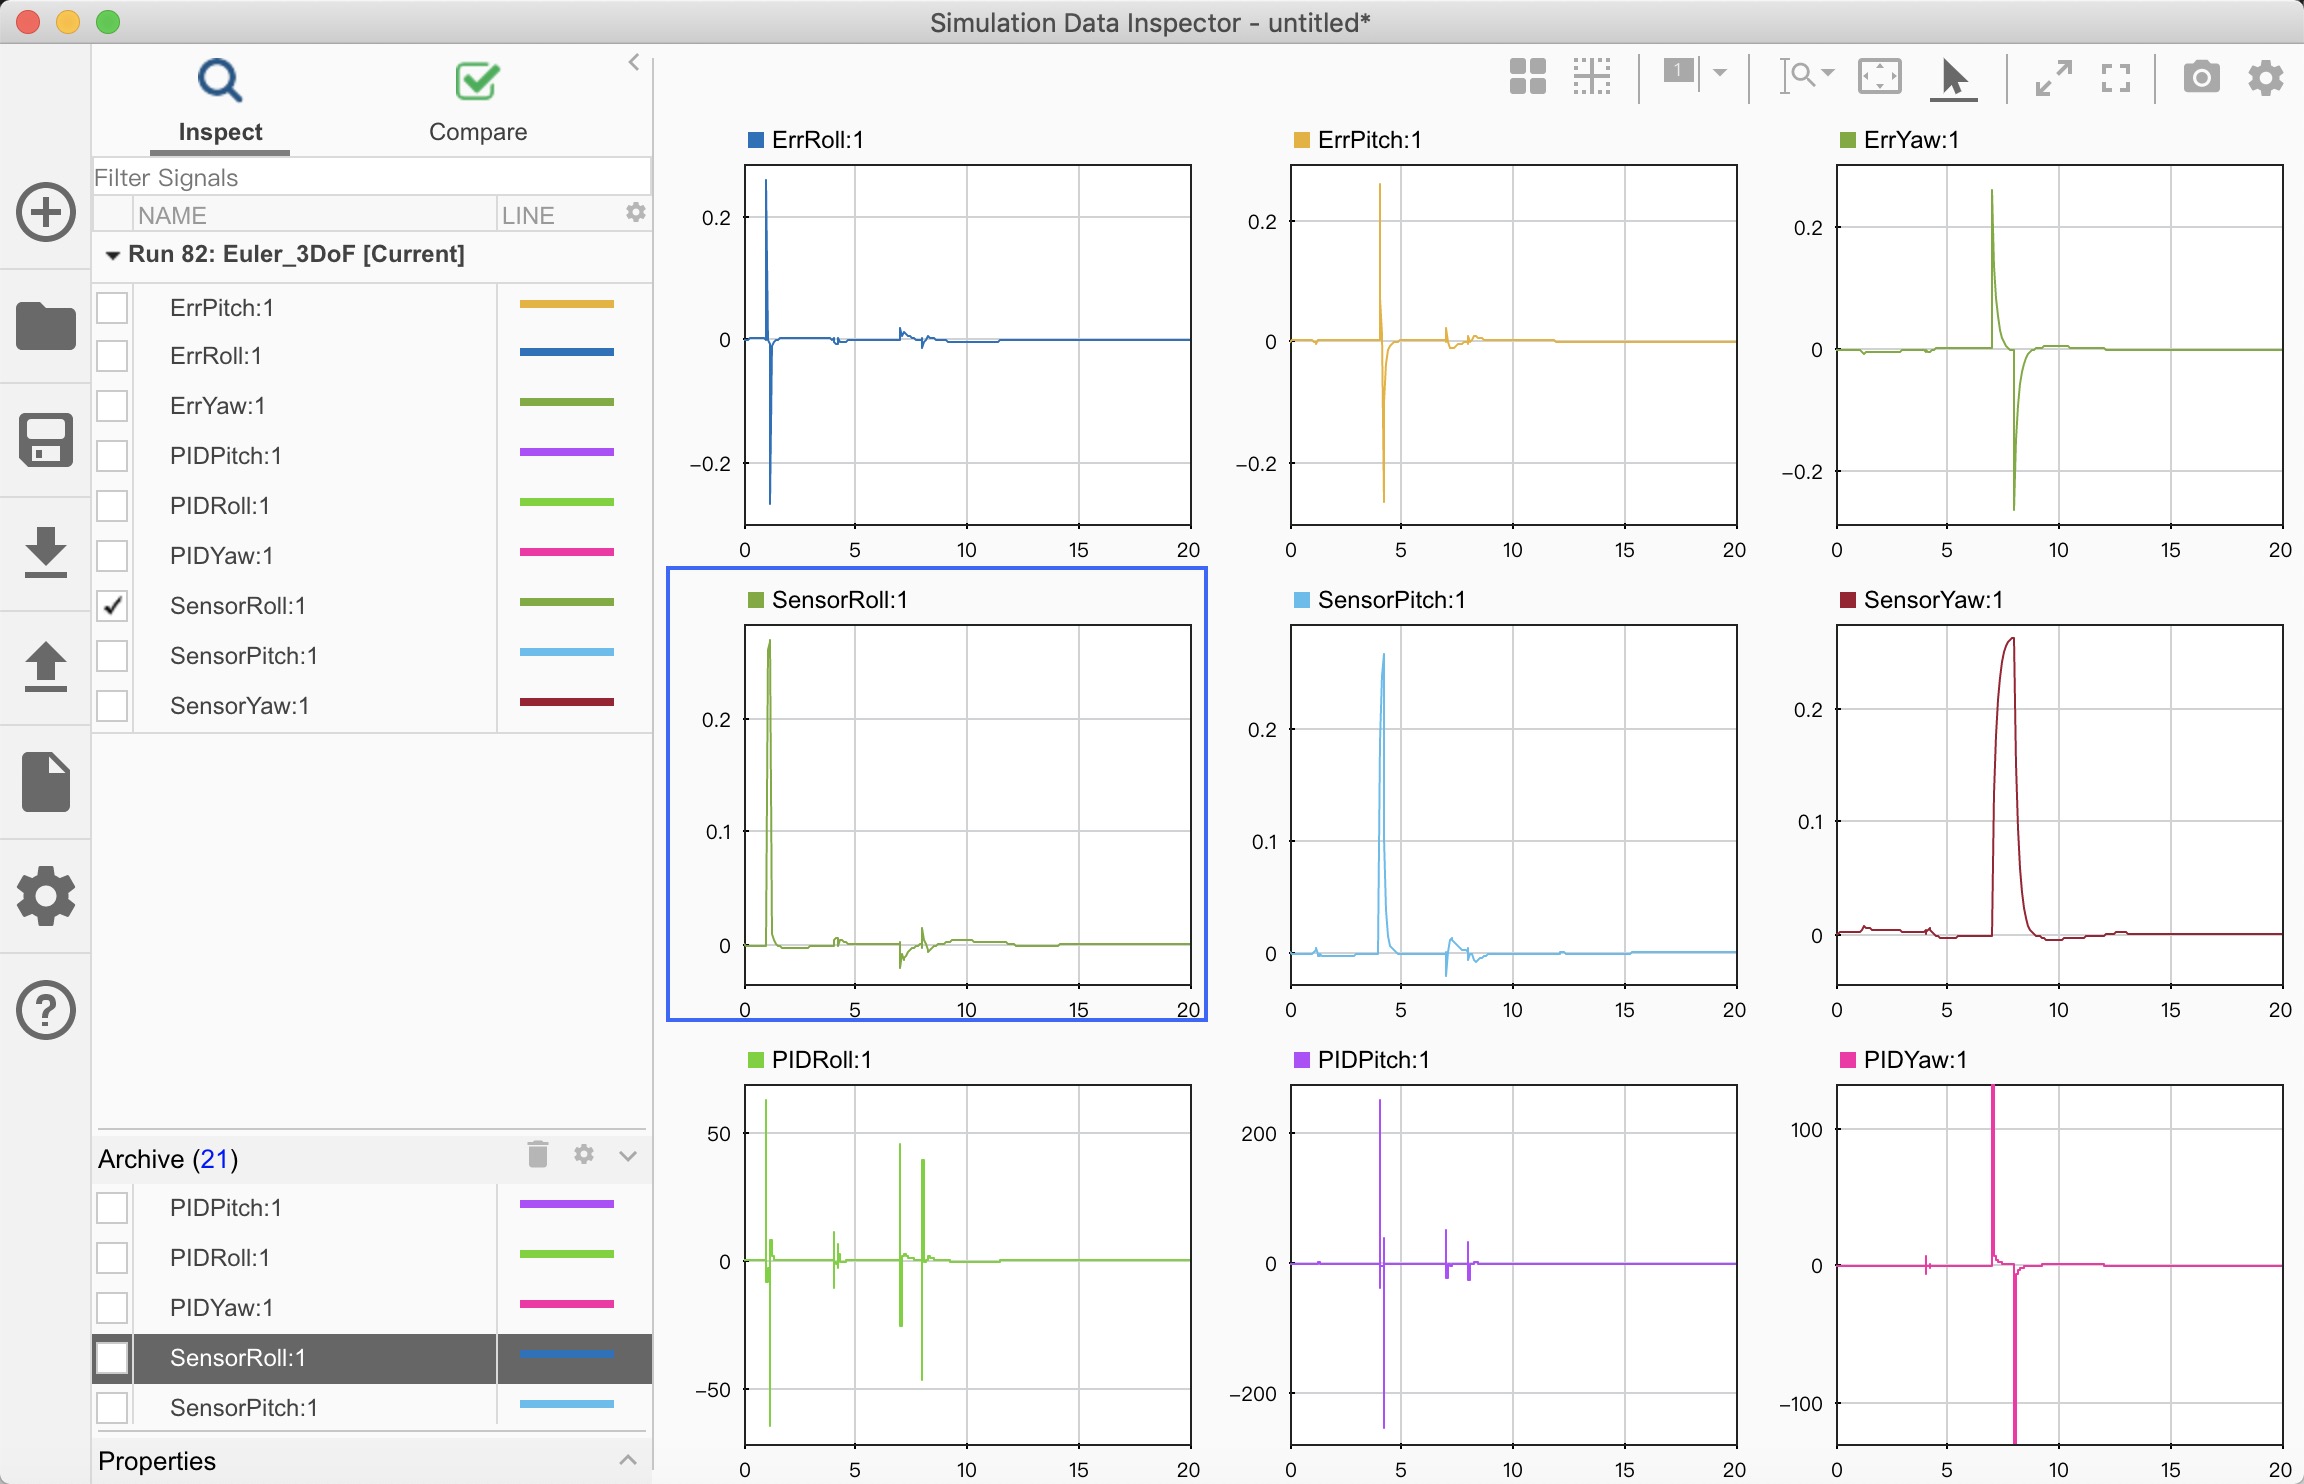 Simulation Data Inspector - untitled*
Inspect
Compare
Filter Signals
NAME
LINE
Run 82: Euler_3DoF [Current]
ErrPitch:1
ErrRoll:1
ErrYaw:1
PIDPitch:1
PIDRoll:1
PIDYaw:1
SensorRoll:1
SensorPitch:1
SensorYaw:1
Archive (21)
PIDPitch:1
PIDRoll:1
PIDYaw:1
SensorRoll:1
SensorPitch:1
Properties
1
ErrRoll:1
0.2
0
−0.2
0 5 10 15 20
ErrPitch:1
0.2
0
−0.2
0 5 10 15 20
ErrYaw:1
0.2
0
−0.2
0 5 10 15 20
SensorRoll:1
0.2
0.1
0
0 5 10 15 20
SensorPitch:1
0.2
0.1
0
0 5 10 15 20
SensorYaw:1
0.2
0.1
0
0 5 10 15 20
PIDRoll:1
50
0
−50
0 5 10 15 20
PIDPitch:1
200
0
−200
0 5 10 15 20
PIDYaw:1
100
0
−100
0 5 10 15 20